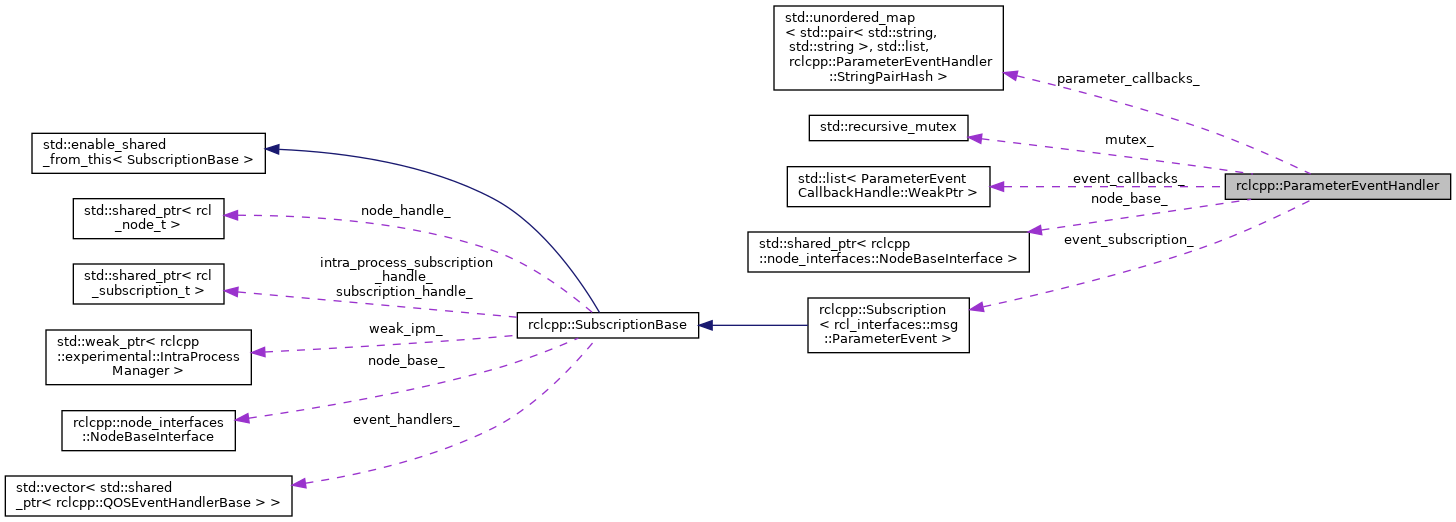 std::unordered_map
< std::pair< std::string,
std::string >, std::list,
rclcpp::ParameterEventHandler
::StringPairHash >
parameter_callbacks_
std::recursive_mutex
mutex_
std::enable_shared
_from_this< SubscriptionBase >
std::list< ParameterEvent
CallbackHandle::WeakPtr >
event_callbacks_
rclcpp::ParameterEventHandler
node_base_
std::shared_ptr< rcl
_node_t >
node_handle_
std::shared_ptr< rclcpp
::node_interfaces::NodeBaseInterface >
event_subscription_
std::shared_ptr< rcl
_subscription_t >
intra_process_subscription
_handle_
subscription_handle_
rclcpp::SubscriptionBase
rclcpp::Subscription
< rcl_interfaces::msg
::ParameterEvent >
std::weak_ptr< rclcpp
::experimental::IntraProcess
Manager >
weak_ipm_
node_base_
rclcpp::node_interfaces
::NodeBaseInterface
event_handlers_
std::vector< std::shared
_ptr< rclcpp::QOSEventHandlerBase > >